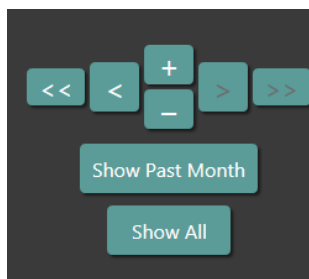 +
<< < > >>
−
Show Past Month
Show All